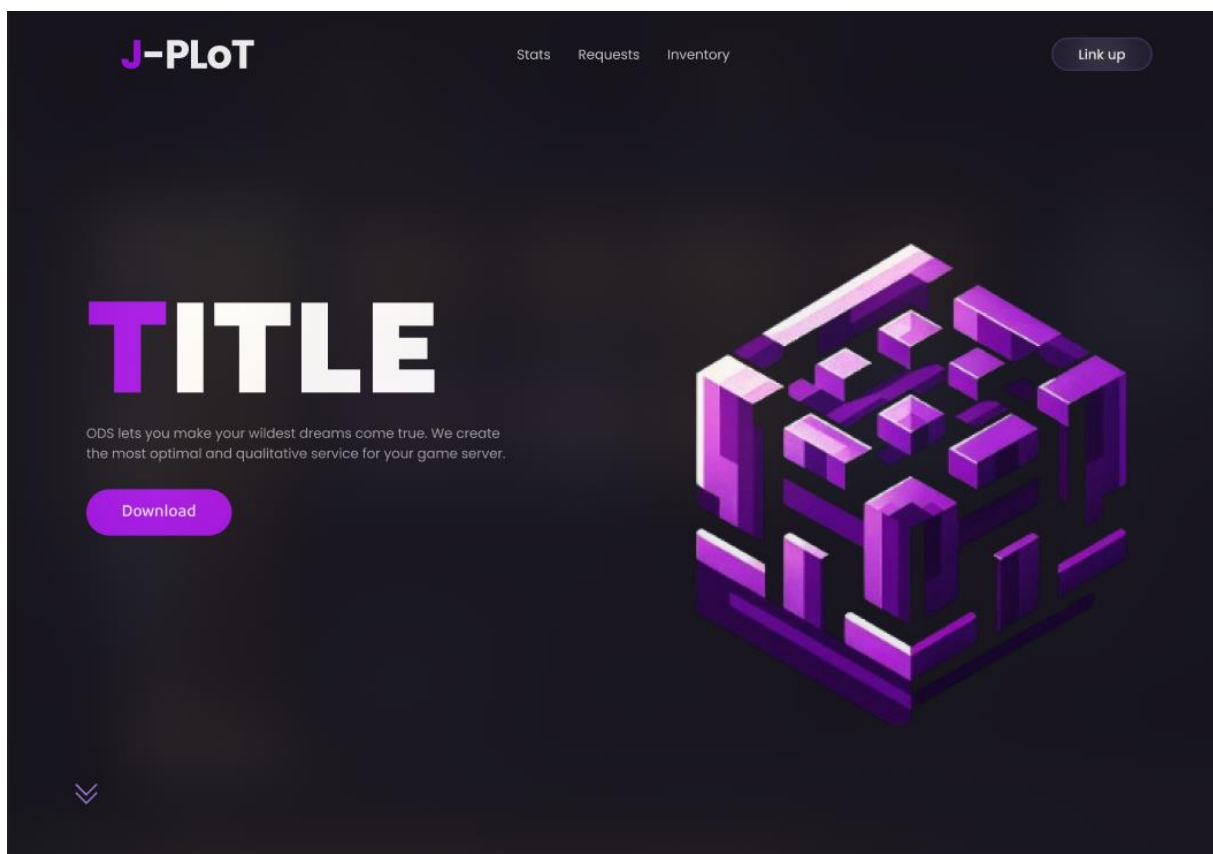 J-PLoT
Stats Requests Inventory
Link up
TITLE
ODS lets you make your wildest dreams come true. We create
the most optimal and qualitative service for your game server.
Download